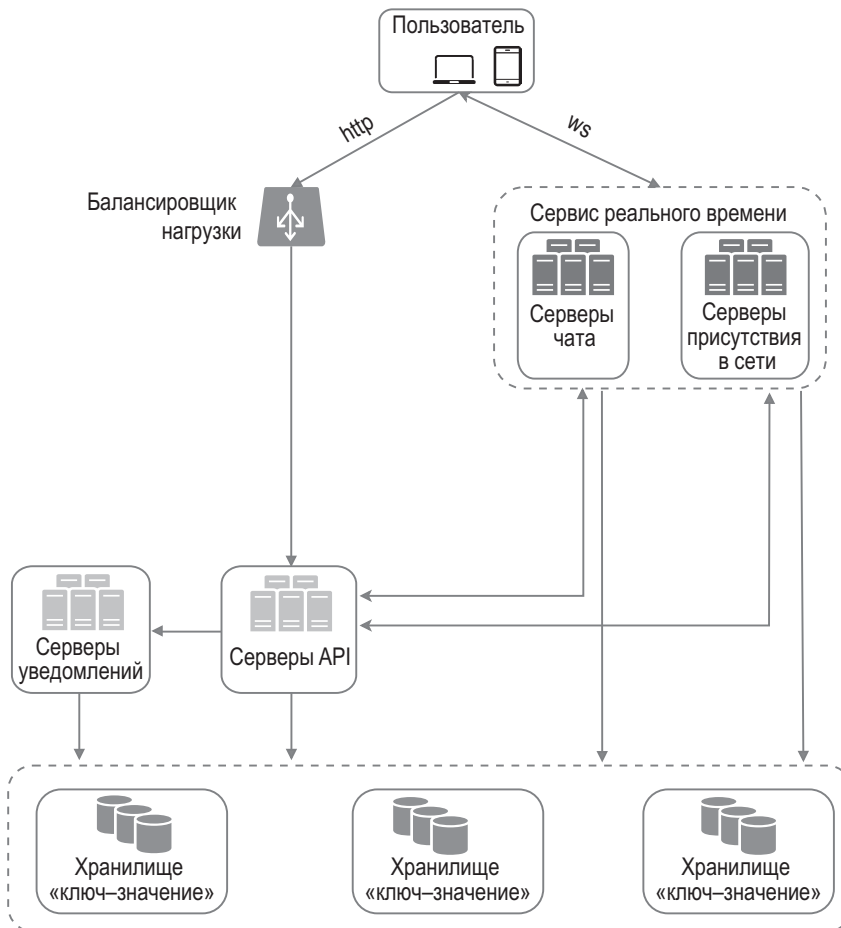 Пользователь
http
ws
Балансировщик
нагрузки
Сервис реального времени
Серверы
чата
Серверы
присутствия
в сети
Серверы
уведомлений
Серверы API
Хранилище
«ключ–значение»
Хранилище
«ключ–значение»
Хранилище
«ключ–значение»